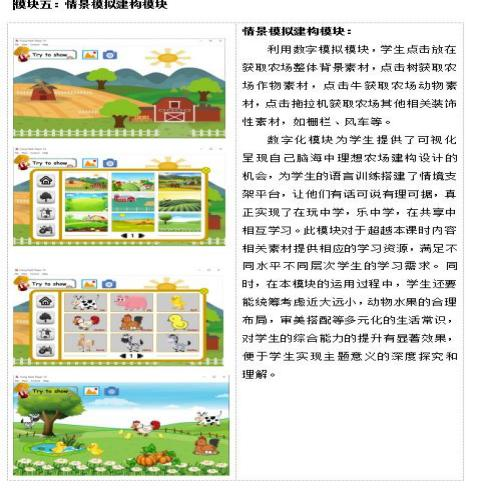 模块五：情景模拟建构模块
情景模拟建构模块：
利用数字模拟模块，学生点击放在
获取农场整体背景素材，点击树获取农
场作物素材，点击牛获取农场动物素
材，点击拖拉机获取农场其他相关装饰
性素材，如栅栏、风车等。
数字化模块为学生提供了可视化
呈现自己脑海中理想农场建构设计的
机会，为学生的语言训练搭建了情境支
架平台，让他们有话可说有理可据，真
正实现了在玩中学，乐中学，在共享中
相互学习。此模块对于超越本课时内容
相关素材提供相应的学习资源，满足不
同水平不同层次学生的学习需求。同
时，在本模块的运用过程中，学生还要
能统筹考虑近大远小，动物水果的合理
布局，审美搭配等多元化的生活常识，
对学生的综合能力的提升有显著效果，
便于学生实现主题意义的深度探究和
理解。
Try to show
Try to show
1
Try to show
1
Try to show